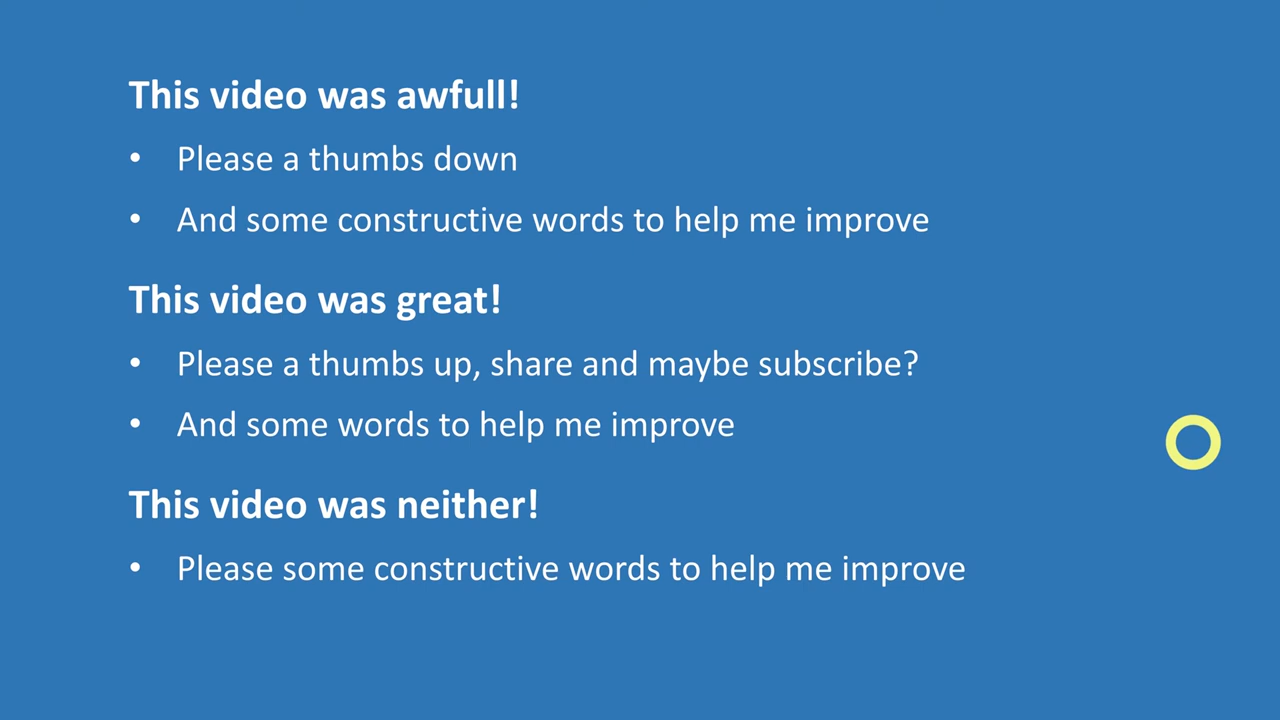 This video was awfull!
• Please a thumbs down
• And some constructive words to help me improve
This video was great!
• Please a thumbs up, share and maybe subscribe?
• And some words to help me improve
This video was neither!
• Please some constructive words to help me improve